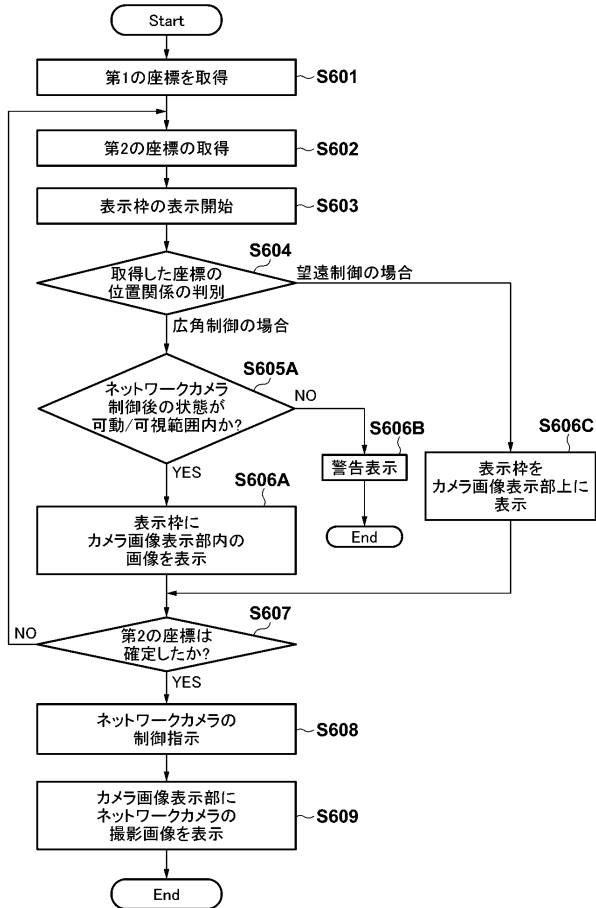 Start
第1の座標を取得
S601
第2の座標の取得
S602
表示枠の表示開始
S603
S604
取得した座標の
位置関係の判別
望遠制御の場合
広角制御の場合
S605A
ネットワークカメラ
制御後の状態が
可動/可視範囲内か?
NO
YES
S606B
警告表示
End
S606C
表示枠を
カメラ画像表示部上に
表示
S606A
表示枠に
カメラ画像表示部内の
画像を表示
S607
第2の座標は
確定したか?
NO
YES
ネットワークカメラの
制御指示
S608
カメラ画像表示部に
ネットワークカメラの
撮影画像を表示
S609
End